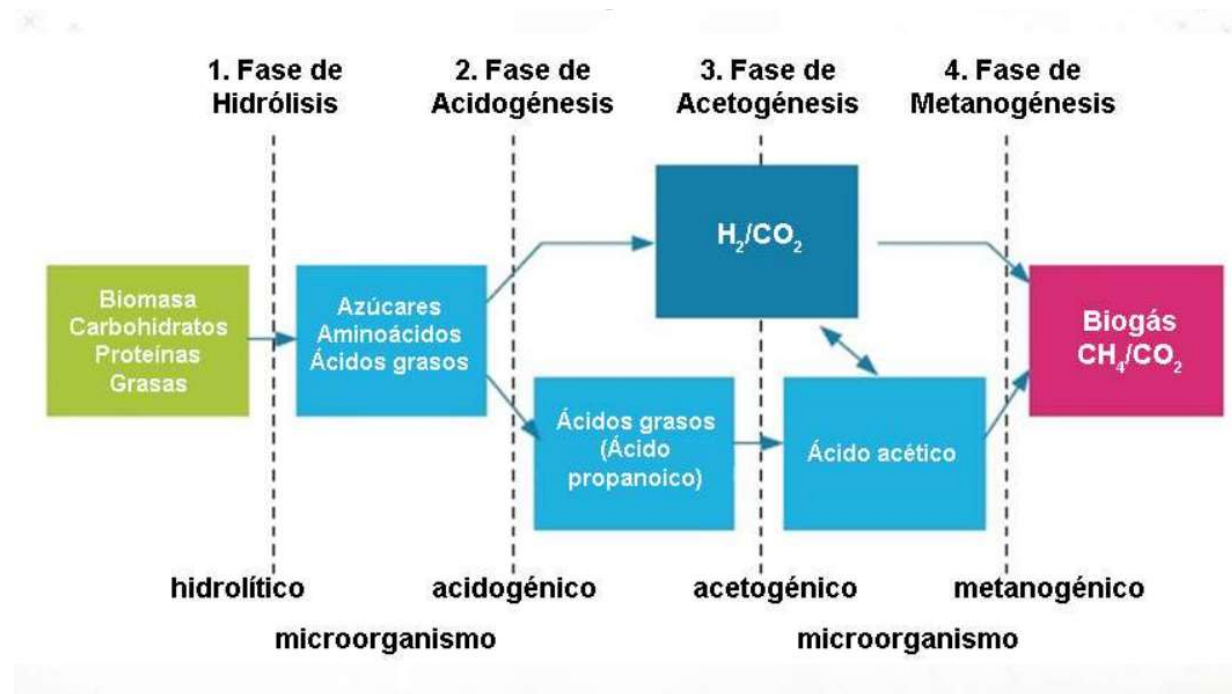 1. Fase de
Hidrólisis
2. Fase de
Acidogénesis
3. Fase de
Acetogénesis
4. Fase de
Metanogénesis
H₂/CO₂
Biomasa
Carbohidratos
Proteínas
Grasas
Azúcares
Aminoácidos
Ácidos grasos
Biogás
CH₄/CO₂
Ácidos grasos
(Ácido
propanoico)
Ácido acético
hidrolítico
acidogénico
acetogénico
metanogénico
microorganismo
microorganismo